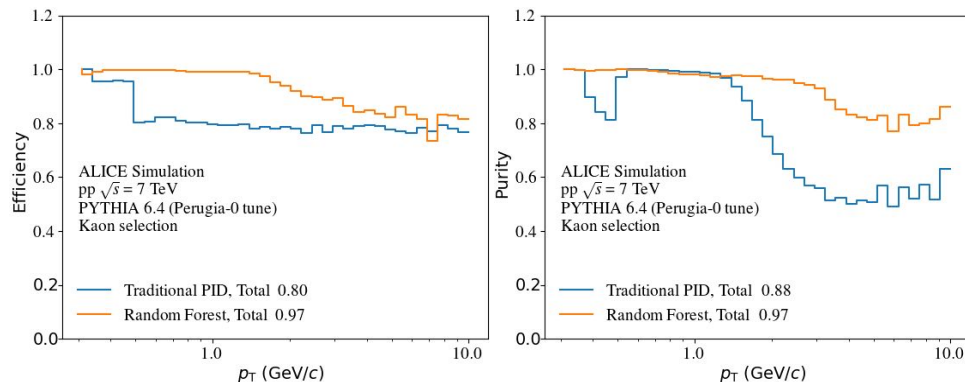 1.2
1.0
0.8
0.6
0.4
0.2
0.0
Efficiency
ALICE Simulation
pp √s = 7 TeV
PYTHIA 6.4 (Perugia-0 tune)
Kaon selection
Traditional PID, Total 0.80
Random Forest, Total 0.97
1.0 10.0
pT (GeV/c)
1.2
1.0
0.8
0.6
0.4
0.2
0.0
Purity
ALICE Simulation
pp √s = 7 TeV
PYTHIA 6.4 (Perugia-0 tune)
Kaon selection
Traditional PID, Total 0.88
Random Forest, Total 0.97
1.0 10.0
pT (GeV/c)